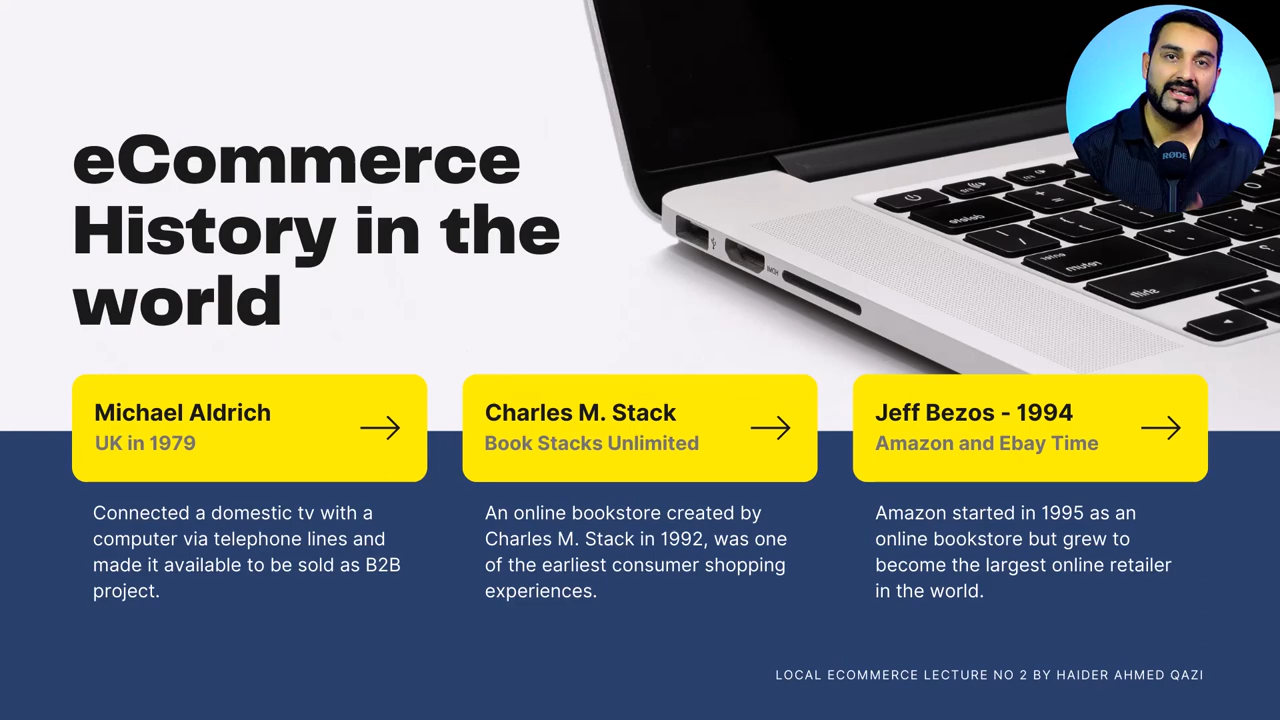 eCommerce
History in the
world
RØDE
Michael Aldrich
UK in 1979
Charles M. Stack
Book Stacks Unlimited
Jeff Bezos - 1994
Amazon and Ebay Time
Connected a domestic tv with a
computer via telephone lines and
made it available to be sold as B2B
project.
An online bookstore created by
Charles M. Stack in 1992, was one
of the earliest consumer shopping
experiences.
Amazon started in 1995 as an
online bookstore but grew to
become the largest online retailer
in the world.
LOCAL ECOMMERCE LECTURE NO 2 BY HAIDER AHMED QAZI